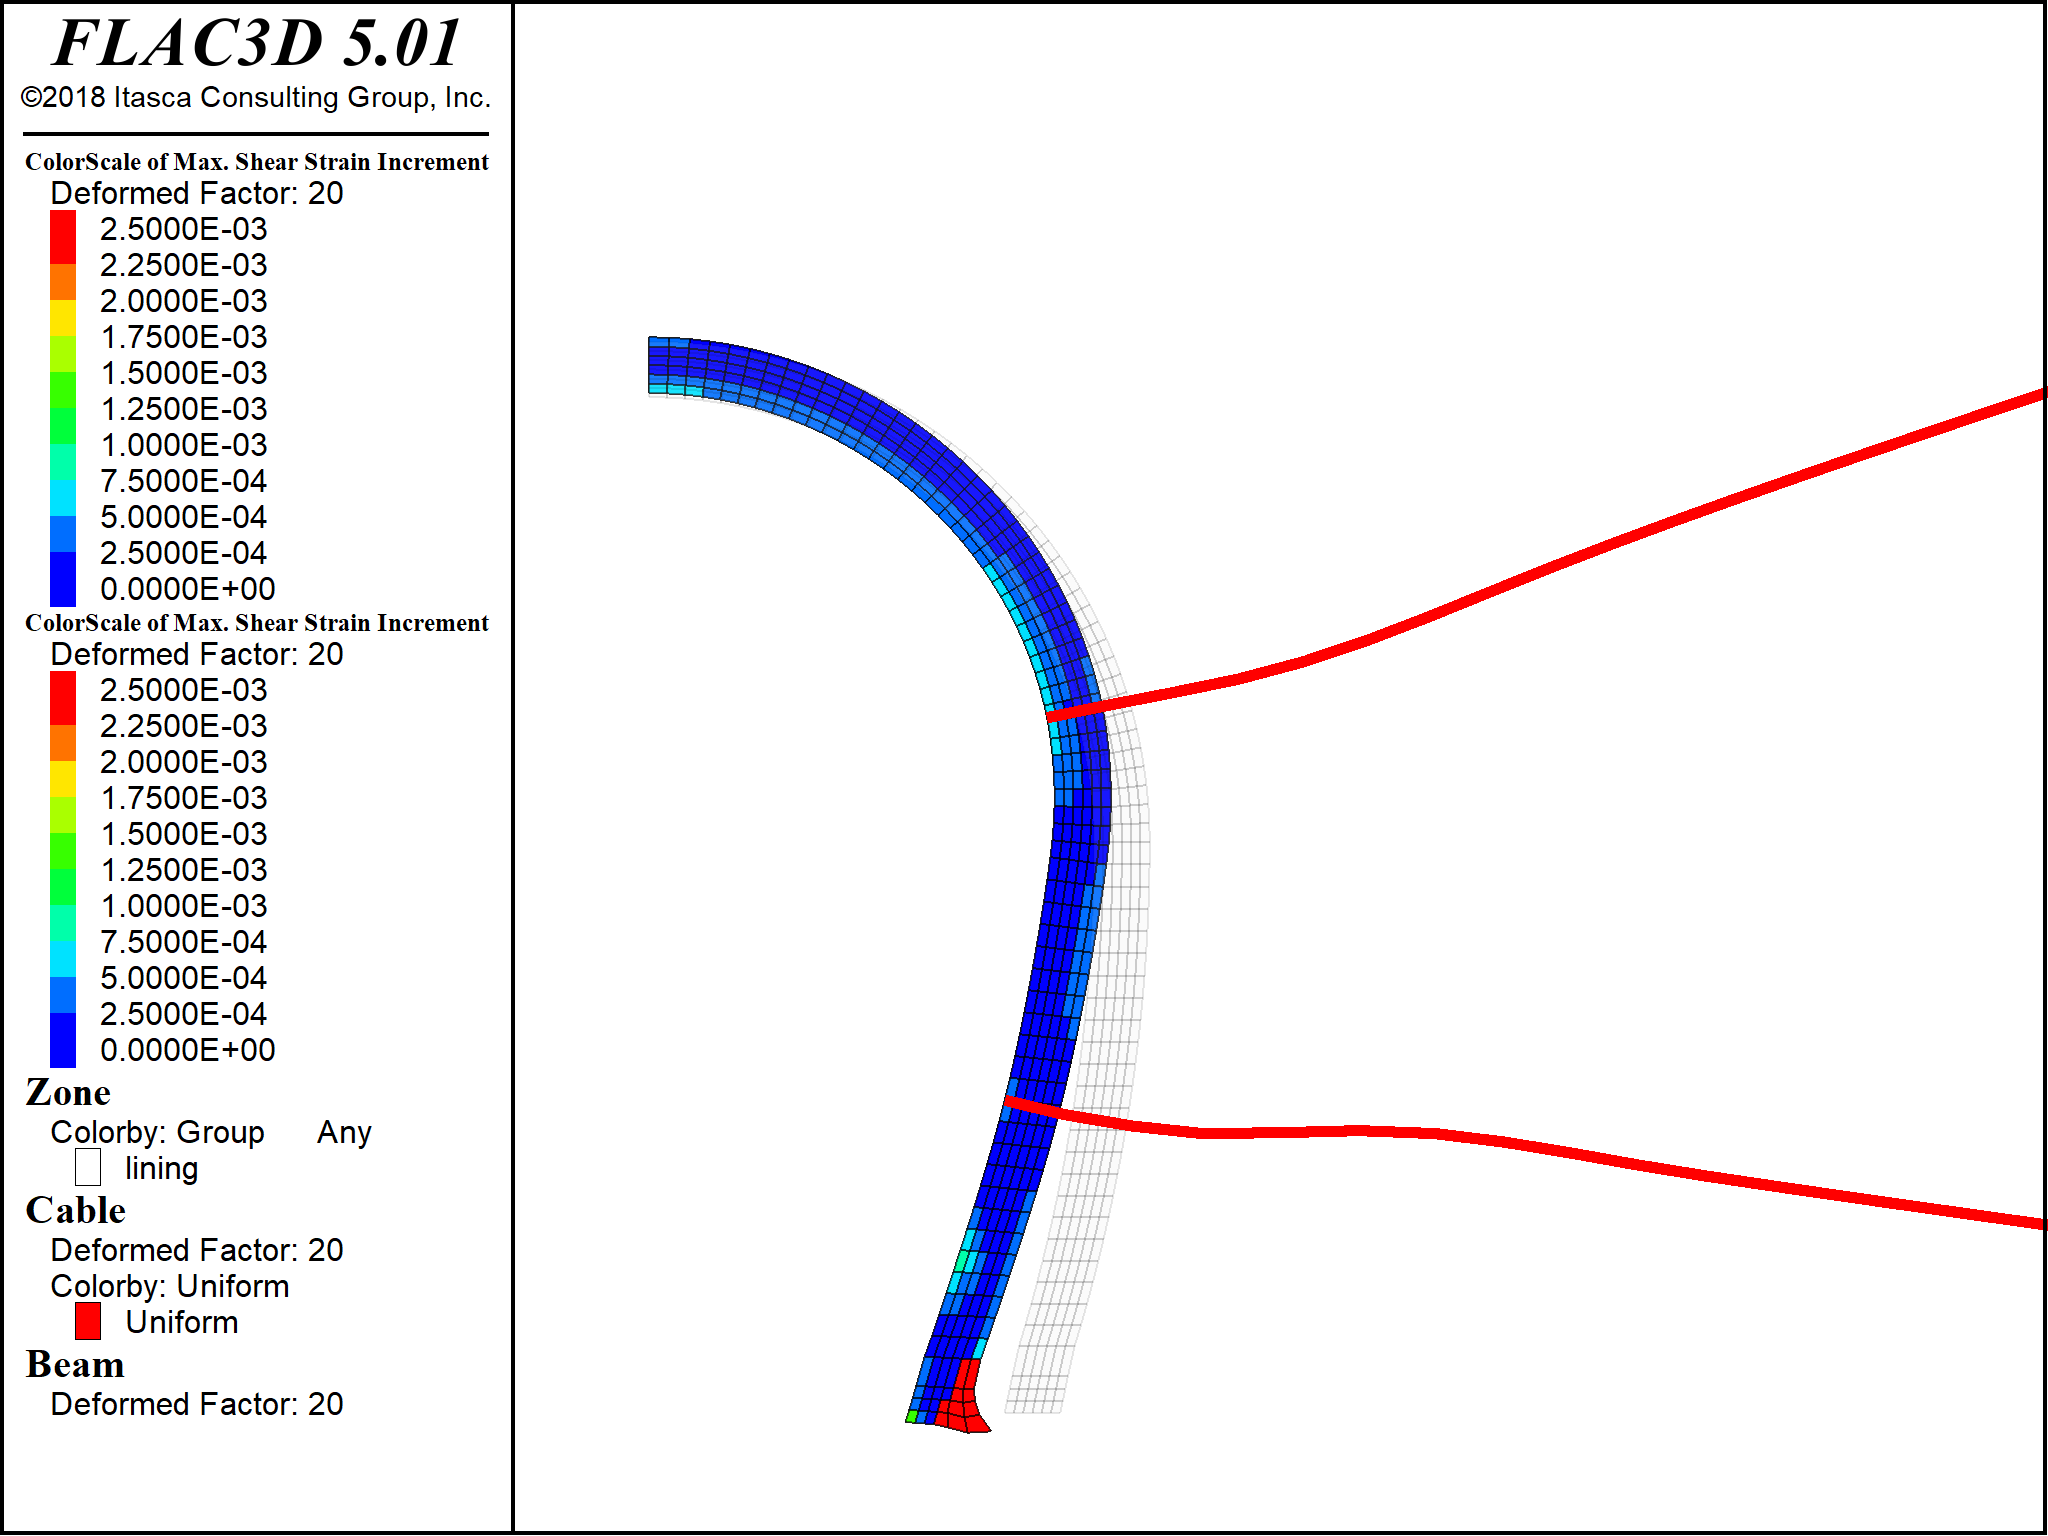 FLAC3D 5.01
©2018 Itasca Consulting Group, Inc.
ColorScale of Max. Shear Strain Increment
Deformed Factor: 20
2.5000E-03
2.2500E-03
2.0000E-03
1.7500E-03
1.5000E-03
1.2500E-03
1.0000E-03
7.5000E-04
5.0000E-04
2.5000E-04
0.0000E+00
ColorScale of Max. Shear Strain Increment
Deformed Factor: 20
2.5000E-03
2.2500E-03
2.0000E-03
1.7500E-03
1.5000E-03
1.2500E-03
1.0000E-03
7.5000E-04
5.0000E-04
2.5000E-04
0.0000E+00
Zone
Colorby: Group Any
lining
Cable
Deformed Factor: 20
Colorby: Uniform
Uniform
Beam
Deformed Factor: 20